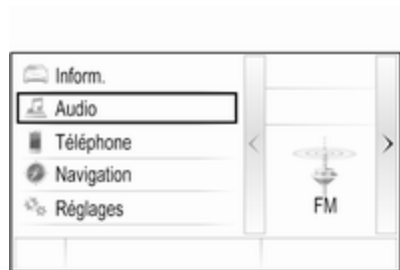 Inform.
Audio
Téléphone
Navigation
Réglages
FM